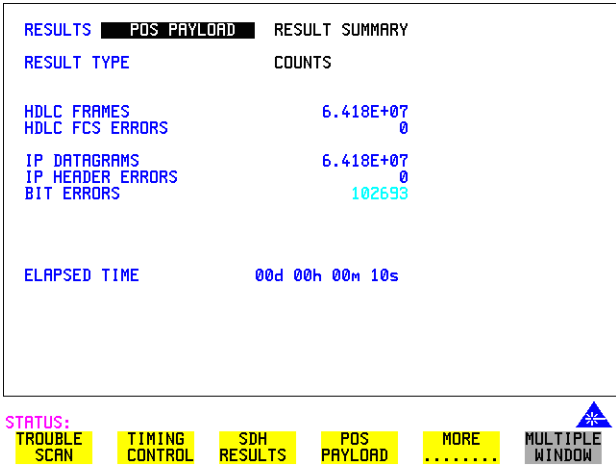 RESULTS POS PAYLOAD RESULT SUMMARY
RESULT TYPE COUNTS
HDLC FRAMES 6.418E+07
HDLC FCS ERRORS 0
IP DATAGRAMS 6.418E+07
IP HEADER ERRORS 0
BIT ERRORS 102693
ELAPSED TIME 00d 00h 00m 10s
STATUS:
TROUBLE SCAN TIMING CONTROL SDH RESULTS POS PAYLOAD MORE ........ MULTIPLE WINDOW